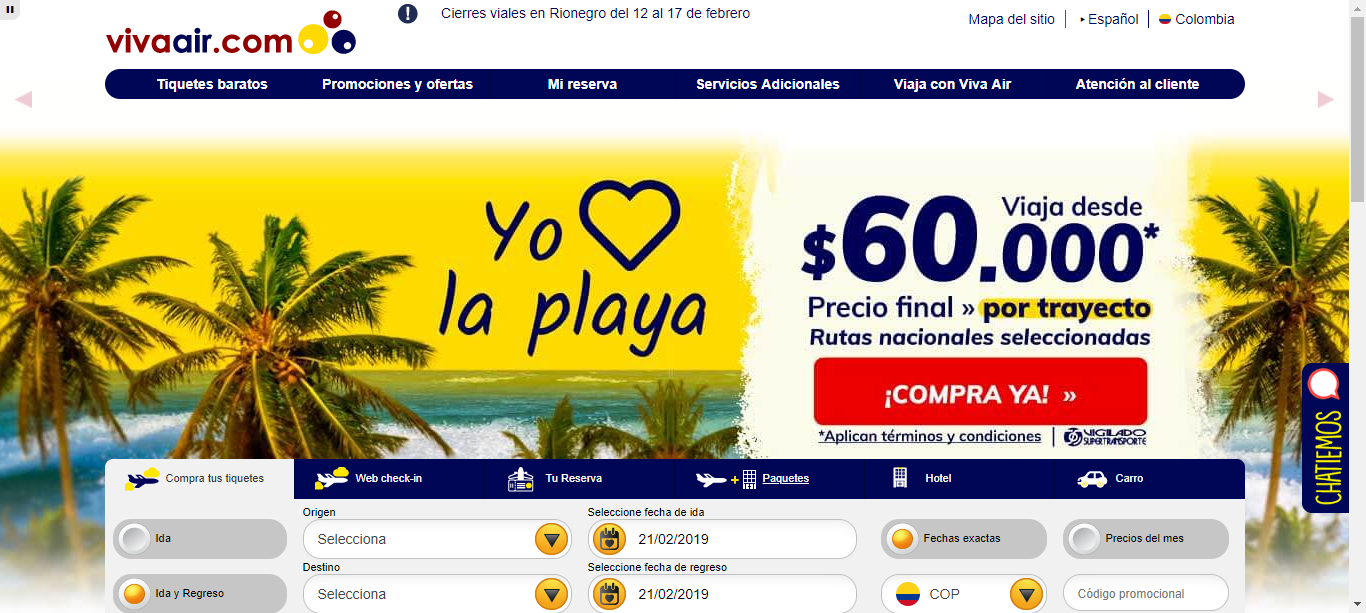 Cierres viales en Rionegro del 12 al 17 de febrero
Mapa del sitio
Español
Colombia
vivaair.com
Tiquetes baratos
Promociones y ofertas
Mi reserva
Servicios Adicionales
Viaja con Viva Air
Atención al cliente
Yo
la playa
Viaja desde
$60.000*
Precio final » por trayecto
Rutas nacionales seleccionadas
¡COMPRA YA! »
*Aplican términos y condiciones | VIGILADO
SUPERTRANSPORTE
CHATIEMOS
Compra tus tiquetes
Web check-in
Tu Reserva
+ Paquetes
Hotel
Carro
Origen
Seleccione fecha de ida
Ida
Selecciona
21/02/2019
Fechas exactas
Precios del mes
Destino
Seleccione fecha de regreso
Ida y Regreso
Selecciona
21/02/2019
COP
Código promocional